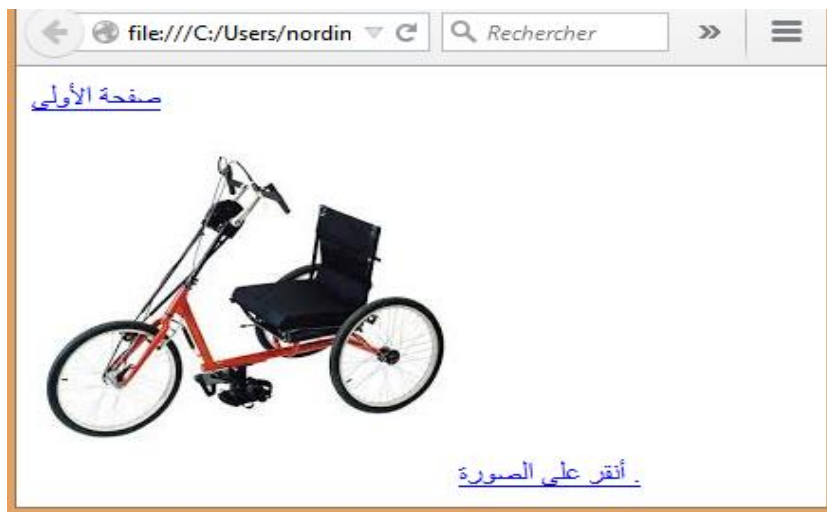 file:///C:/Users/nordin
Rechercher
صفحة الأولى
أنقر على الصورة .